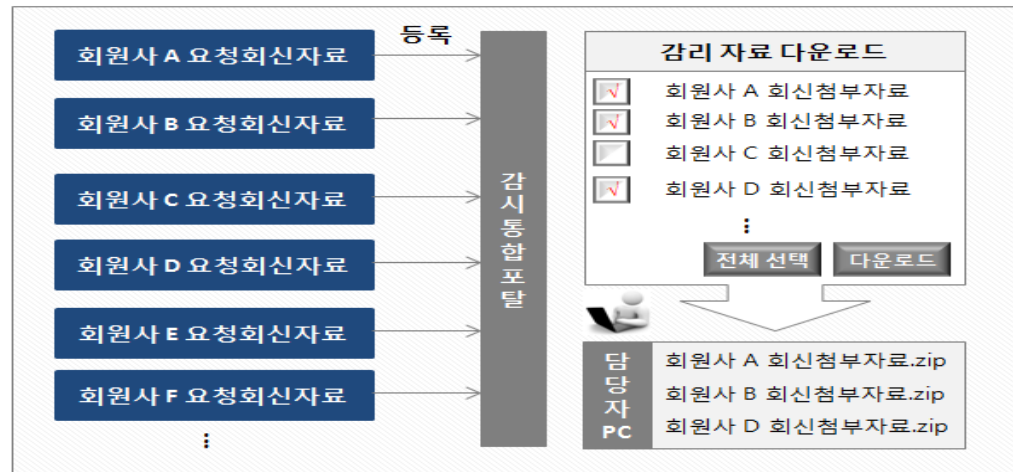 등록
회원사 A 요청회신자료
회원사 B 요청회신자료
회원사 C 요청회신자료
회원사 D 요청회신자료
회원사 E 요청회신자료
회원사 F 요청회신자료
⋮
감시통합포탈
감리 자료 다운로드
회원사 A 회신첨부자료
회원사 B 회신첨부자료
회원사 C 회신첨부자료
회원사 D 회신첨부자료
⋮
전체 선택
다운로드
담당자 PC
회원사 A 회신첨부자료.zip
회원사 B 회신첨부자료.zip
회원사 D 회신첨부자료.zip